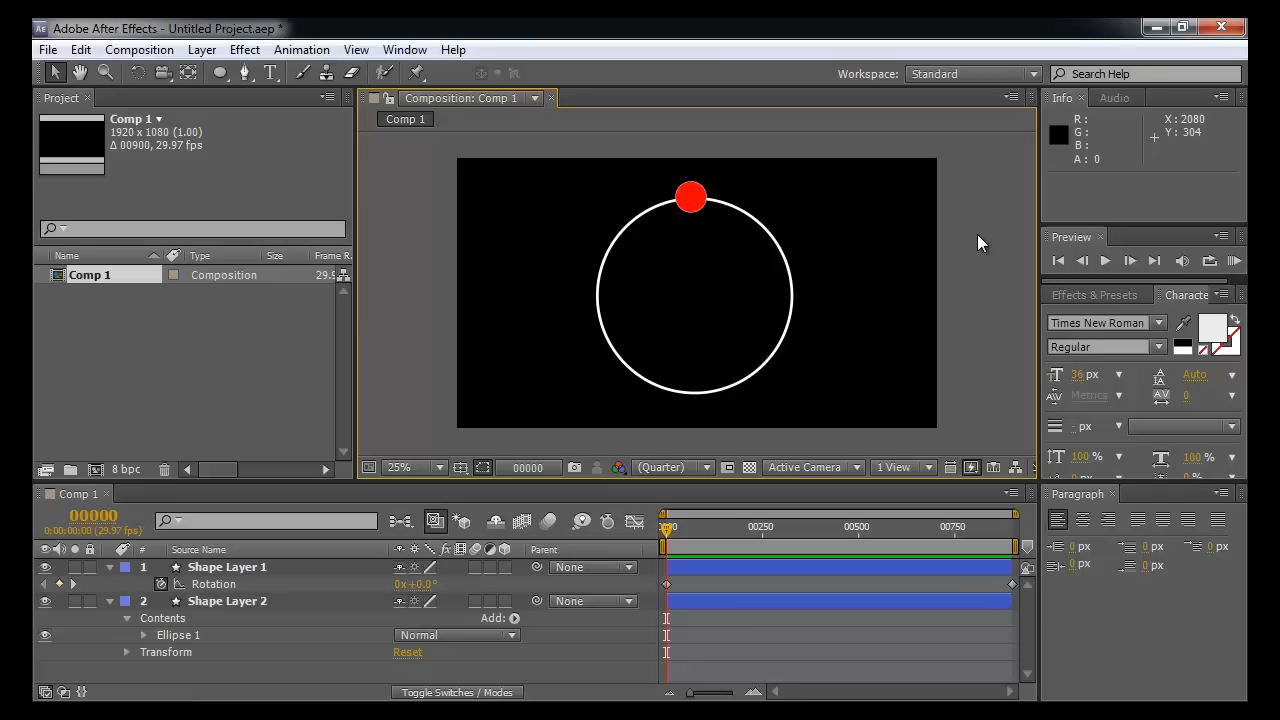 Adobe After Effects - Untitled Project.aep *
File Edit Composition Layer Effect Animation View Window Help
Workspace: Standard Search Help
Project
Comp 1
1920 x 1080 (1.00)
Δ 00900, 29.97 fps
Name Type Size Frame R
Comp 1 Composition 29.9
8 bpc
Composition: Comp 1
Comp 1
25% 00000 (Quarter) Active Camera 1 View
Info Audio
R : X : 2080
G : Y : 304
B :
A : 0
Preview
Effects & Presets Characte
Times New Roman
Regular
36 px Auto
Metrics 0
- px
100 % 100 %
Comp 1
00000
0;00;00;00 (29.97 fps)
00250 00500 00750
# Source Name Parent
1 Shape Layer 1 None
Rotation 0x+0.0°
2 Shape Layer 2 None
Contents Add:
Ellipse 1 Normal
Transform Reset
Toggle Switches / Modes
Paragraph
0 px 0 px 0 px
0 px 0 px